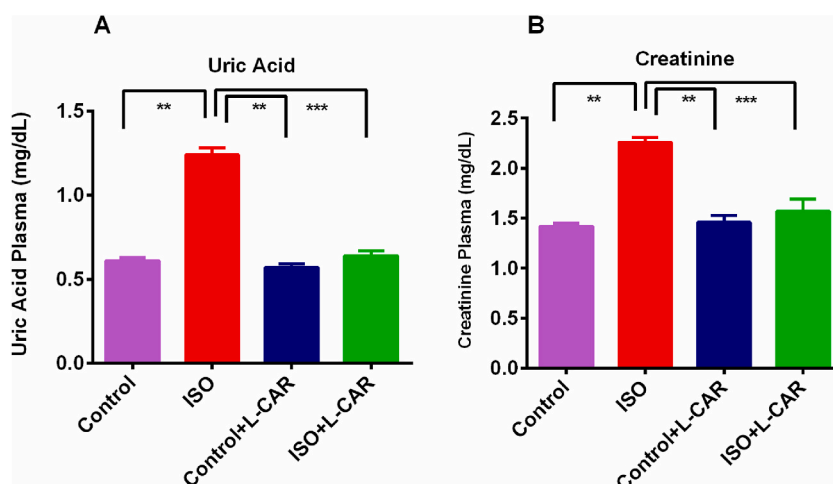 A
Uric Acid
** ** ***
Uric Acid Plasma (mg/dL)
1.5
1.0
0.5
0.0
Control
ISO
Control+L-CAR
ISO+L-CAR
B
Creatinine
** ** ***
Creatinine Plasma (mg/dL)
2.5
2.0
1.5
1.0
0.5
0.0
Control
ISO
Control+L-CAR
ISO+L-CAR